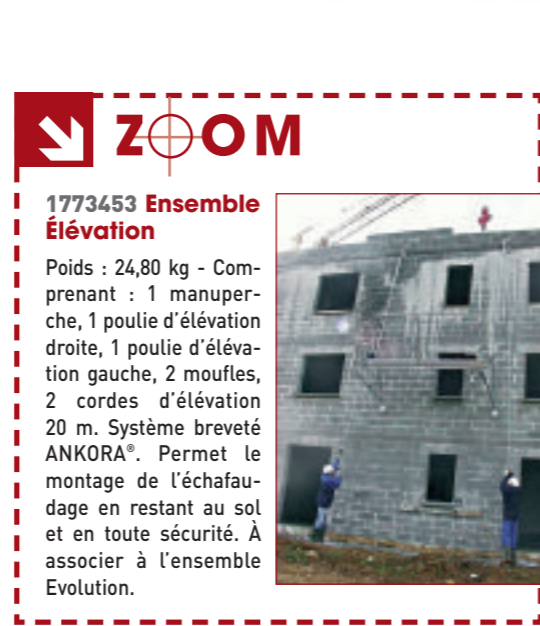 ZOOM
1773453 Ensemble
Élévation
Poids : 24,80 kg - Com-
prenant : 1 manuper-
che, 1 poulie d'élévation
droite, 1 poulie d'éléva-
tion gauche, 2 moufles,
2 cordes d'élévation
20 m. Système breveté
ANKORA®. Permet le
montage de l'échafau-
dage en restant au sol
et en toute sécurité. À
associer à l'ensemble
Evolution.